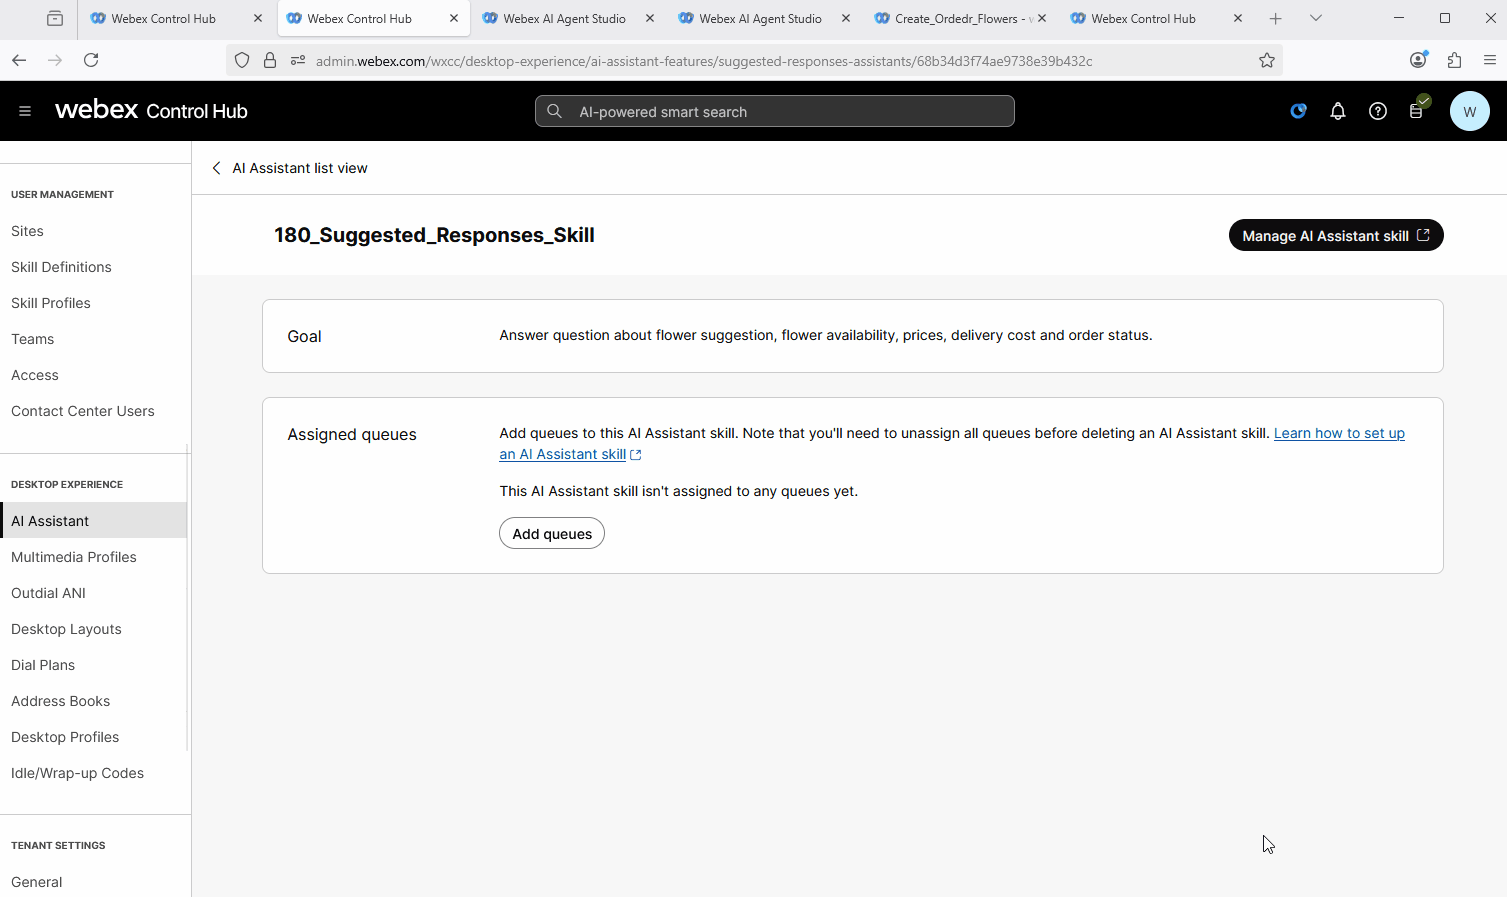 Webex Control Hub
Webex Control Hub
Webex AI Agent Studio
Webex AI Agent Studio
Create_Ordedr_Flowers -
Webex Control Hub
admin.webex.com/wxcc/desktop-experience/ai-assistant-features/suggested-responses-assistants/68b34d3f74ae9738e39b432c
webex Control Hub
AI-powered smart search
W
USER MANAGEMENT
Sites
Skill Definitions
Skill Profiles
Teams
Access
Contact Center Users
DESKTOP EXPERIENCE
AI Assistant
Multimedia Profiles
Outdial ANI
Desktop Layouts
Dial Plans
Address Books
Desktop Profiles
Idle/Wrap-up Codes
TENANT SETTINGS
General
AI Assistant list view
180_Suggested_Responses_Skill
Manage AI Assistant skill
Goal
Answer question about flower suggestion, flower availability, prices, delivery cost and order status.
Assigned queues
Add queues to this AI Assistant skill. Note that you'll need to unassign all queues before deleting an AI Assistant skill. Learn how to set up
an AI Assistant skill
This AI Assistant skill isn't assigned to any queues yet.
Add queues